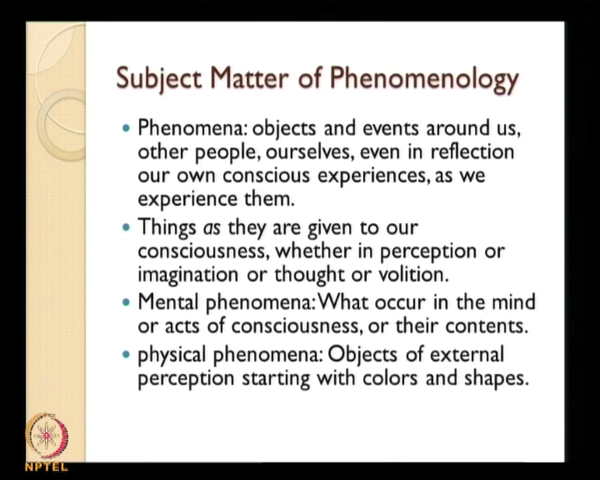 Subject Matter of Phenomenology
• Phenomena: objects and events around us,
other people, ourselves, even in reflection
our own conscious experiences, as we
experience them.
• Things as they are given to our
consciousness, whether in perception or
imagination or thought or volition.
• Mental phenomena: What occur in the mind
or acts of consciousness, or their contents.
• physical phenomena: Objects of external
perception starting with colors and shapes.
NPTEL